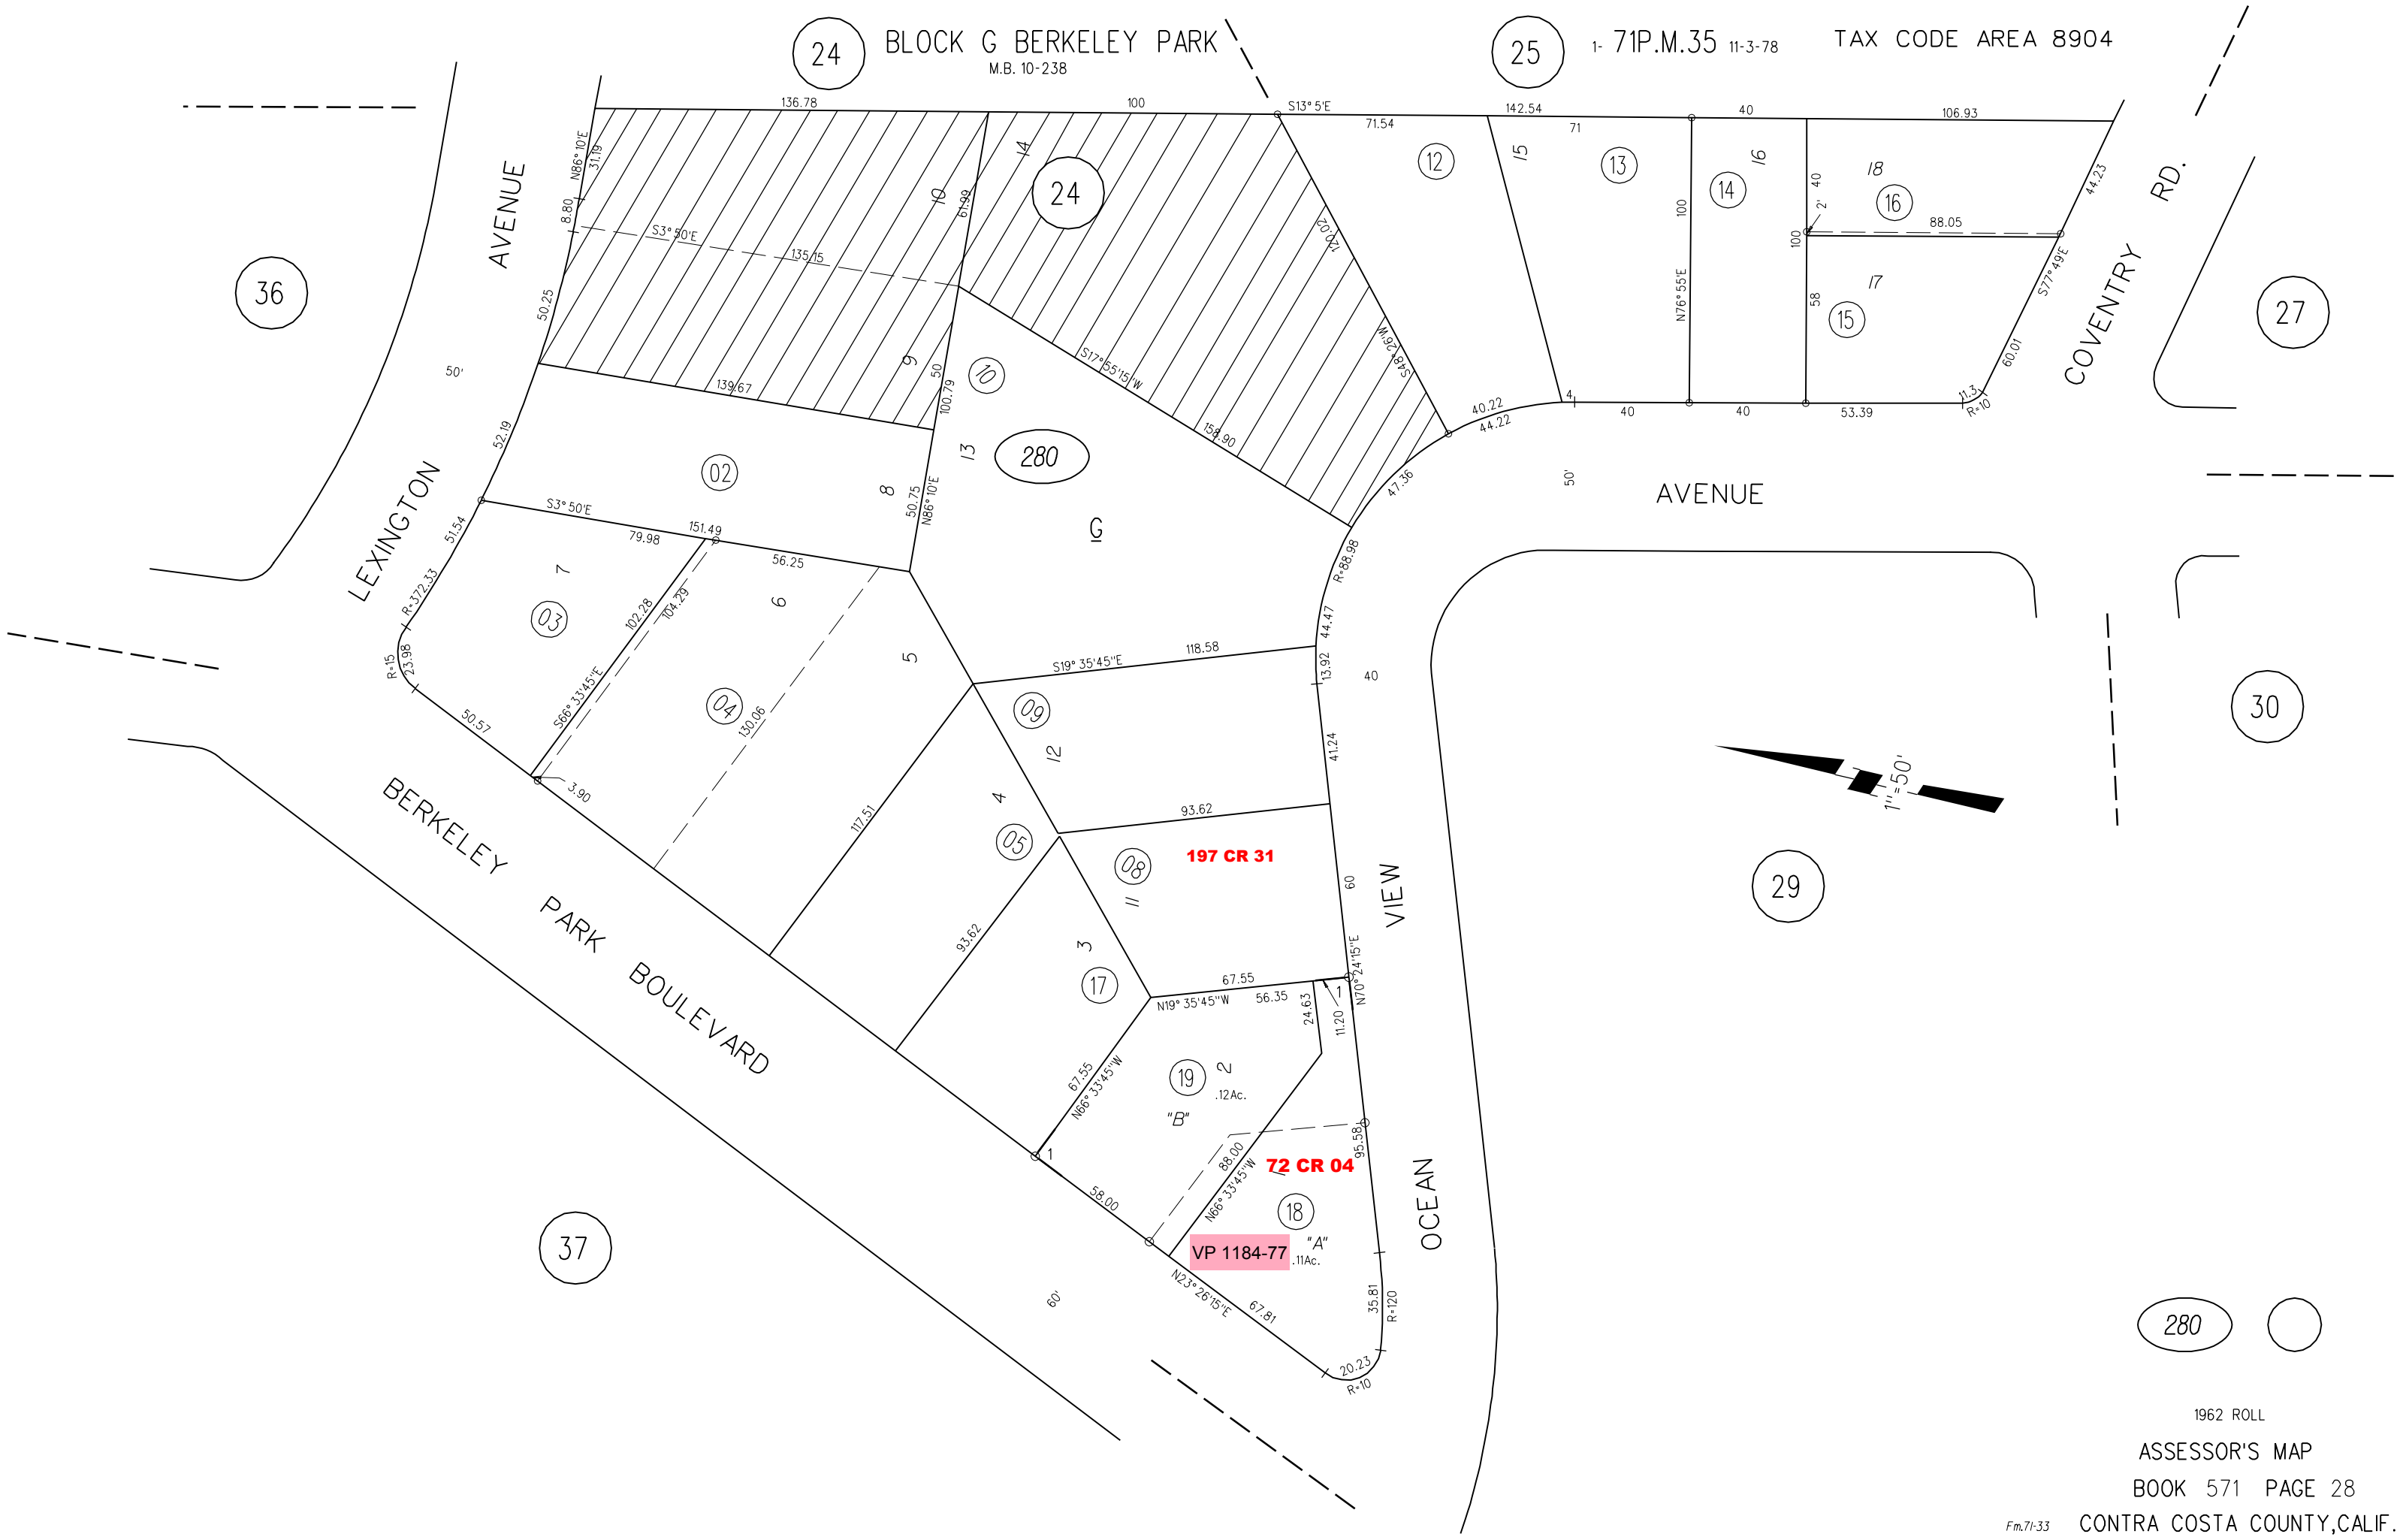 24
BLOCK G BERKELEY PARK
M.B. 10-238
25
1- 71P.M.35 11-3-78
TAX CODE AREA 8904
136.78
100
S13° 5'E
142.54
40
106.93
71.54
71
N86° 10'E
31.19
8.80
S3° 50'E
135.15
50.25
10
61.99
14
24
120.02
S48° 26'W
12
15
13
14
16
100
N76° 55'E
40
2'
100
58
18
16
88.05
17
15
44.23
S77° 49'E
60.01
11.3
R=10
COVENTRY RD.
27
36
LEXINGTON AVENUE
50'
52.19
139.67
9
50
100.79
10
S17° 55'15"W
158.90
280
13
8
50.75
N86° 10'E
02
G
47.36
40.22
44.22
4
40
40
53.39
50'
AVENUE
S3° 50'E
151.49
79.98
56.25
51.54
R=372.33
R=15
23.98
7
03
102.28
104.29
S66° 33'45"E
6
04
130.06
5
50.57
3.90
R=88.98
44.47
13.92
40
S19° 35'45"E
118.58
09
12
41.24
117.51
4
05
93.62
93.62
08
11
197 CR 31
60
3
17
67.55
N19° 35'45"W
56.35
24.63
1
11.20
N70° 24'15"E
67.55
N66° 33'45"W
19
2
.12Ac.
"B"
1
58.00
88.00
N66° 33'45"W
95.58
72 CR 04
18
"A"
.11Ac.
VP 1184-77
N23° 26'15"E
67.81
35.81
R=120
20.23
R=10
BERKELEY PARK BOULEVARD
60'
OCEAN VIEW
37
29
30
1"=50'
280
1962 ROLL
ASSESSOR'S MAP
BOOK 571 PAGE 28
Fm.71-33
CONTRA COSTA COUNTY,CALIF.